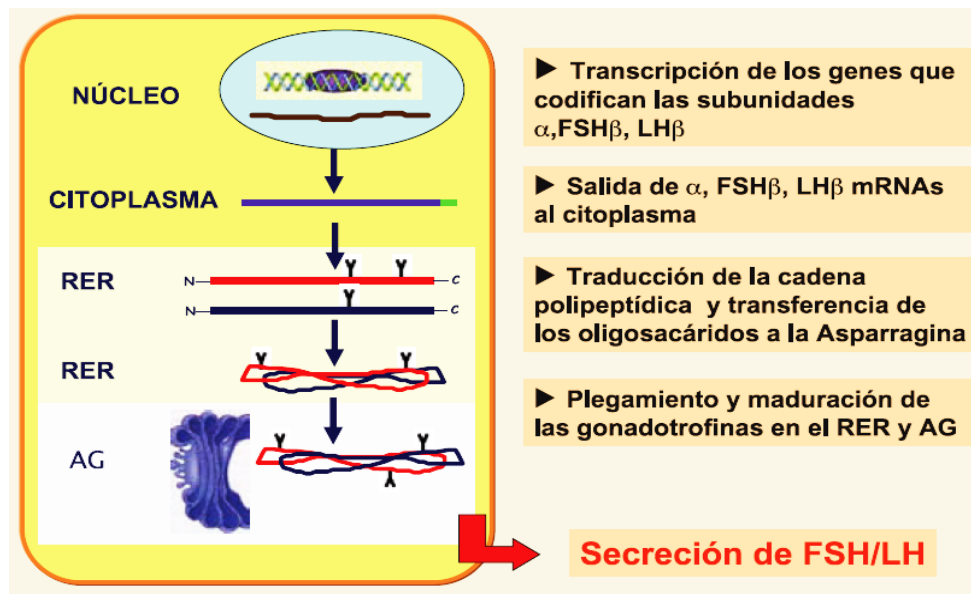 NÚCLEO
CITOPLASMA
RER
N
C
N
C
RER
AG
► Transcripción de los genes que
codifican las subunidades
α,FSHβ, LHβ
► Salida de α, FSHβ, LHβ mRNAs
al citoplasma
► Traducción de la cadena
polipeptídica y transferencia de
los oligosacáridos a la Asparragina
► Plegamiento y maduración de
las gonadotrofinas en el RER y AG
Secreción de FSH/LH